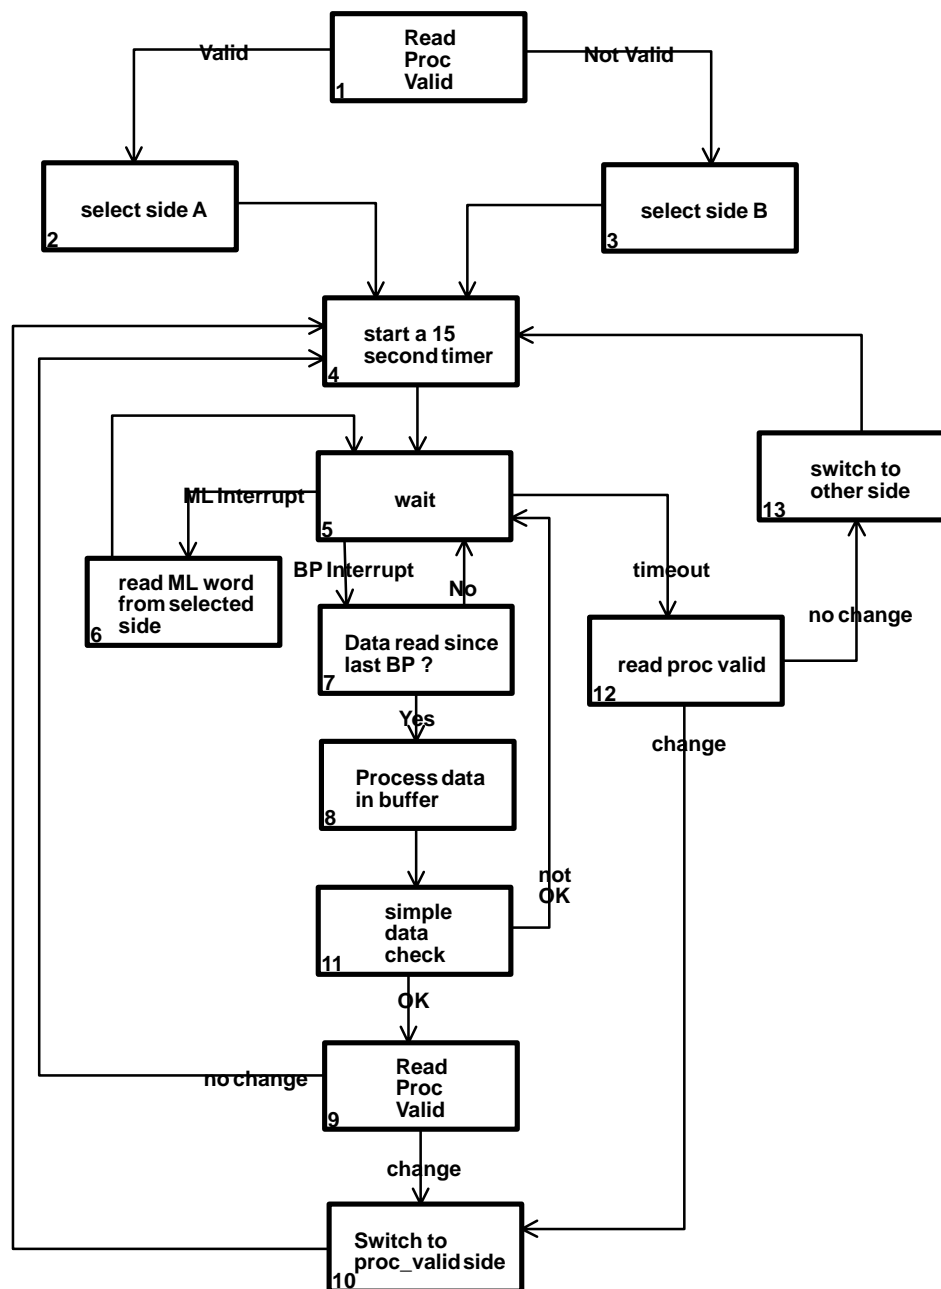 Read
Proc
Valid
1
Valid
Not Valid
select side A
2
select side B
3
start a 15
second timer
4
wait
5
ML Interrupt
BP Interrupt
No
timeout
switch to
other side
13
no change
read ML word
from selected
side
6
Data read since
last BP ?
7
read proc valid
12
Yes
change
Process data
in buffer
8
not
OK
simple
data
check
11
OK
Read
Proc
Valid
9
no change
change
Switch to
proc_valid side
10